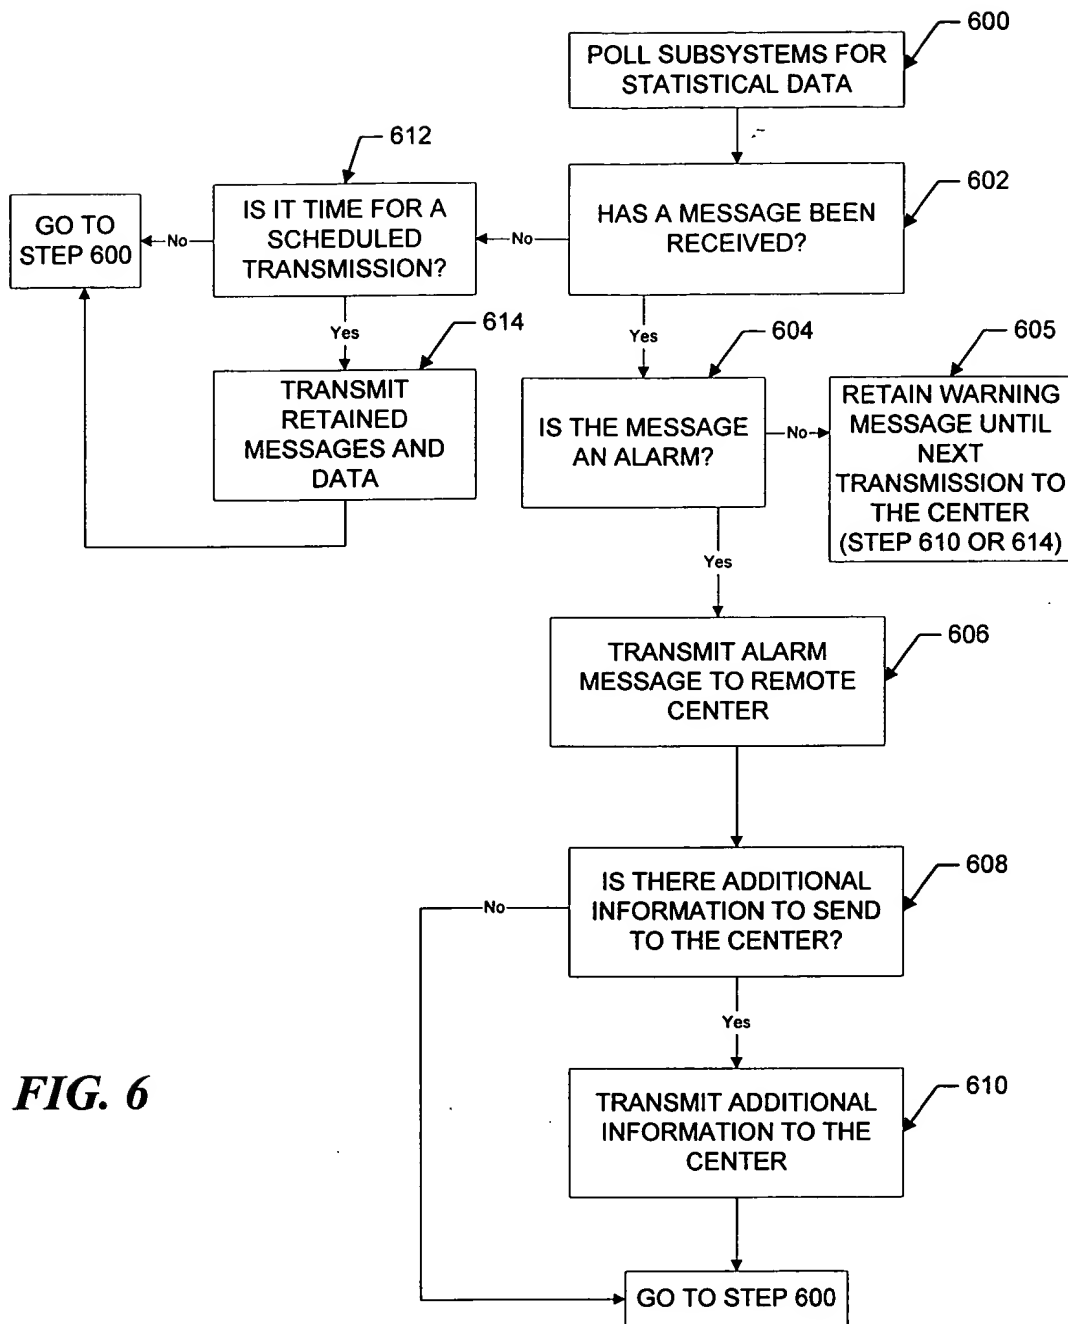 600
POLL SUBSYSTEMS FOR
STATISTICAL DATA
612
602
GO TO
STEP 600
No
IS IT TIME FOR A
SCHEDULED
TRANSMISSION?
No
HAS A MESSAGE BEEN
RECEIVED?
Yes
614
Yes
604
605
TRANSMIT
RETAINED
MESSAGES AND
DATA
IS THE MESSAGE
AN ALARM?
No
RETAIN WARNING
MESSAGE UNTIL
NEXT
TRANSMISSION TO
THE CENTER
(STEP 610 OR 614)
Yes
606
TRANSMIT ALARM
MESSAGE TO REMOTE
CENTER
608
No
IS THERE ADDITIONAL
INFORMATION TO SEND
TO THE CENTER?
Yes
610
TRANSMIT ADDITIONAL
INFORMATION TO THE
CENTER
FIG. 6
GO TO STEP 600